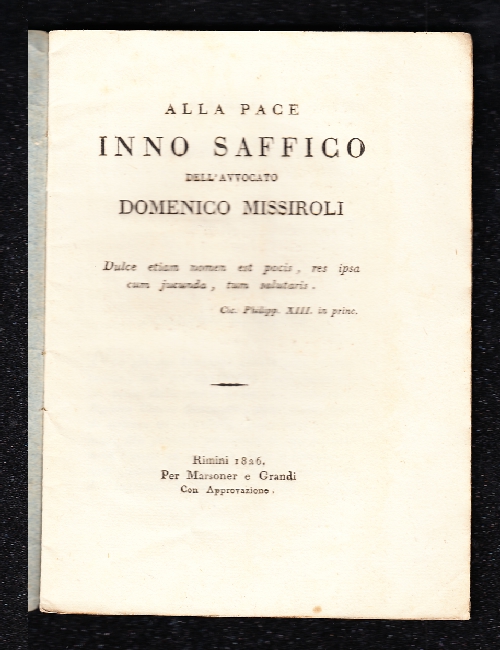 ALLA PACE
INNO SAFFICO
DELL'AVVOCATO
DOMENICO MISSIROLI
Dulce etiam nomen est pacis, res ipsa
cum jucunda, tum salutaris.
Cic. Philipp. XIII. in princ.
Rimini 1826.
Per Marsoner e Grandi
Con Approvazione.